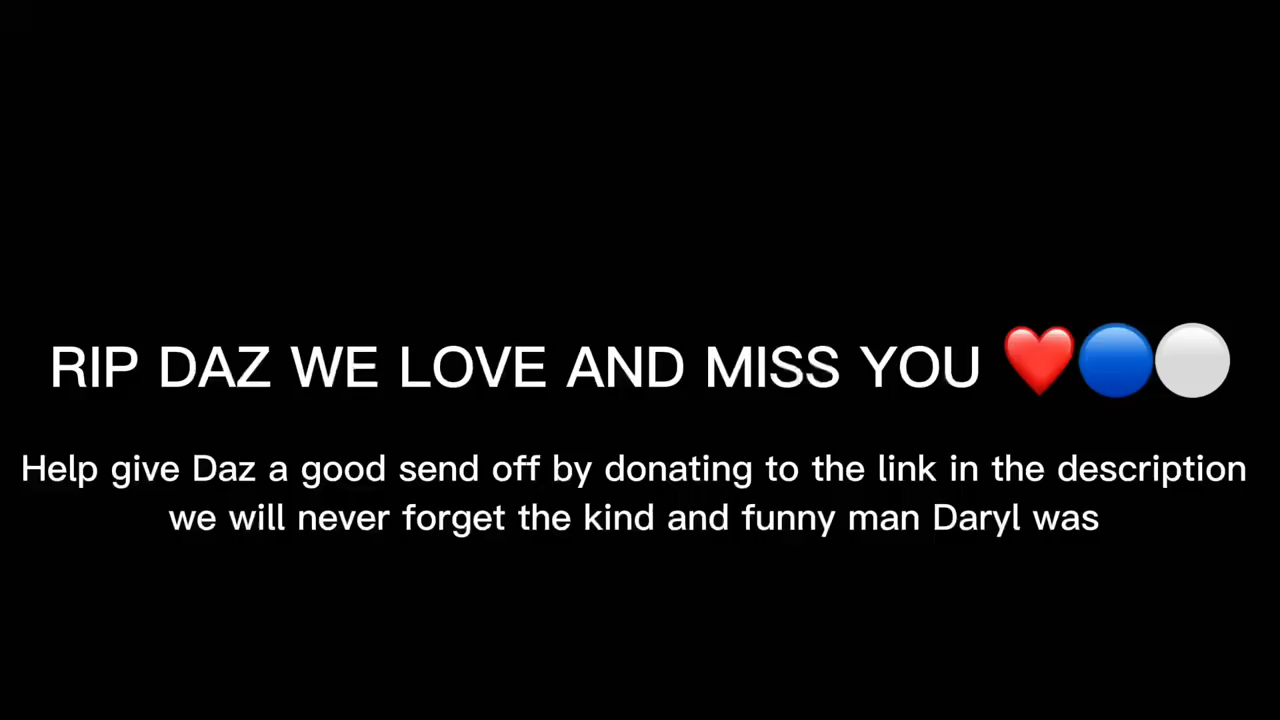 RIP DAZ WE LOVE AND MISS YOU ❤️🔵⚪
Help give Daz a good send off by donating to the link in the description
we will never forget the kind and funny man Daryl was